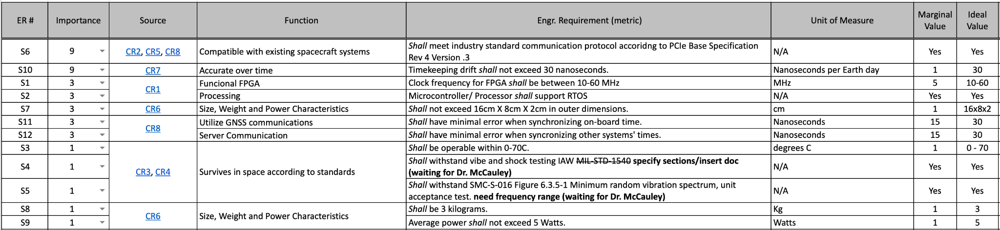 ER # Importance Source Function Engr. Requirement (metric) Unit of Measure Marginal Value Ideal Value
S6 9 CR2, CR5, CR8 Compatible with existing spacecraft systems Shall meet industry standard communication protocol accoridng to PCIe Base Specification
Rev 4 Version .3 N/A Yes Yes
S10 9 CR7 Accurate over time Timekeeping drift shall not exceed 30 nanoseconds. Nanoseconds per Earth day 1 30
S1 3 CR1 Funcional FPGA Clock frequency for FPGA shall be between 10-60 MHz MHz 5 10-60
S2 3 Processing Microcontroller/ Processor shall support RTOS N/A Yes Yes
S7 3 CR6 Size, Weight and Power Characteristics Shall not exceed 16cm X 8cm X 2cm in outer dimensions. cm 1 16x8x2
S11 3 CR8 Utilize GNSS communications Shall have minimal error when synchronizing on-board time. Nanoseconds 15 30
S12 3 Server Communication Shall have minimal error when syncronizing other systems' times. Nanoseconds 15 30
S3 1 CR3, CR4 Survives in space according to standards Shall be operable within 0-70C. degrees C 1 0 - 70
S4 1 Shall withstand vibe and shock testing IAW MIL-STD-1540 specify sections/insert doc
(waiting for Dr. McCauley) N/A Yes Yes
S5 1 Shall withstand SMC-S-016 Figure 6.3.5-1 Minimum random vibration spectrum, unit
acceptance test. need frequency range (waiting for Dr. McCauley) N/A Yes Yes
S8 1 CR6 Size, Weight and Power Characteristics Shall be 3 kilograms. Kg 1 3
S9 1 Average power shall not exceed 5 Watts. Watts 1 5